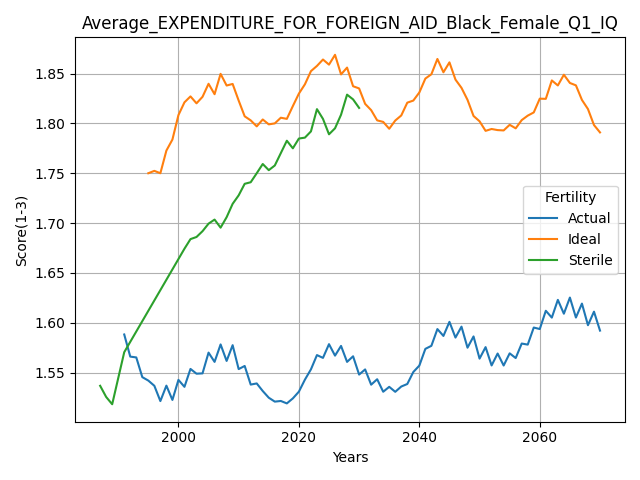 Average_EXPENDITURE_FOR_FOREIGN_AID_Black_Female_Q1_IQ
Score(1-3)
1.85
1.80
1.75
1.70
1.65
1.60
1.55
Fertility
Actual
Ideal
Sterile
2000
2020
2040
2060
Years